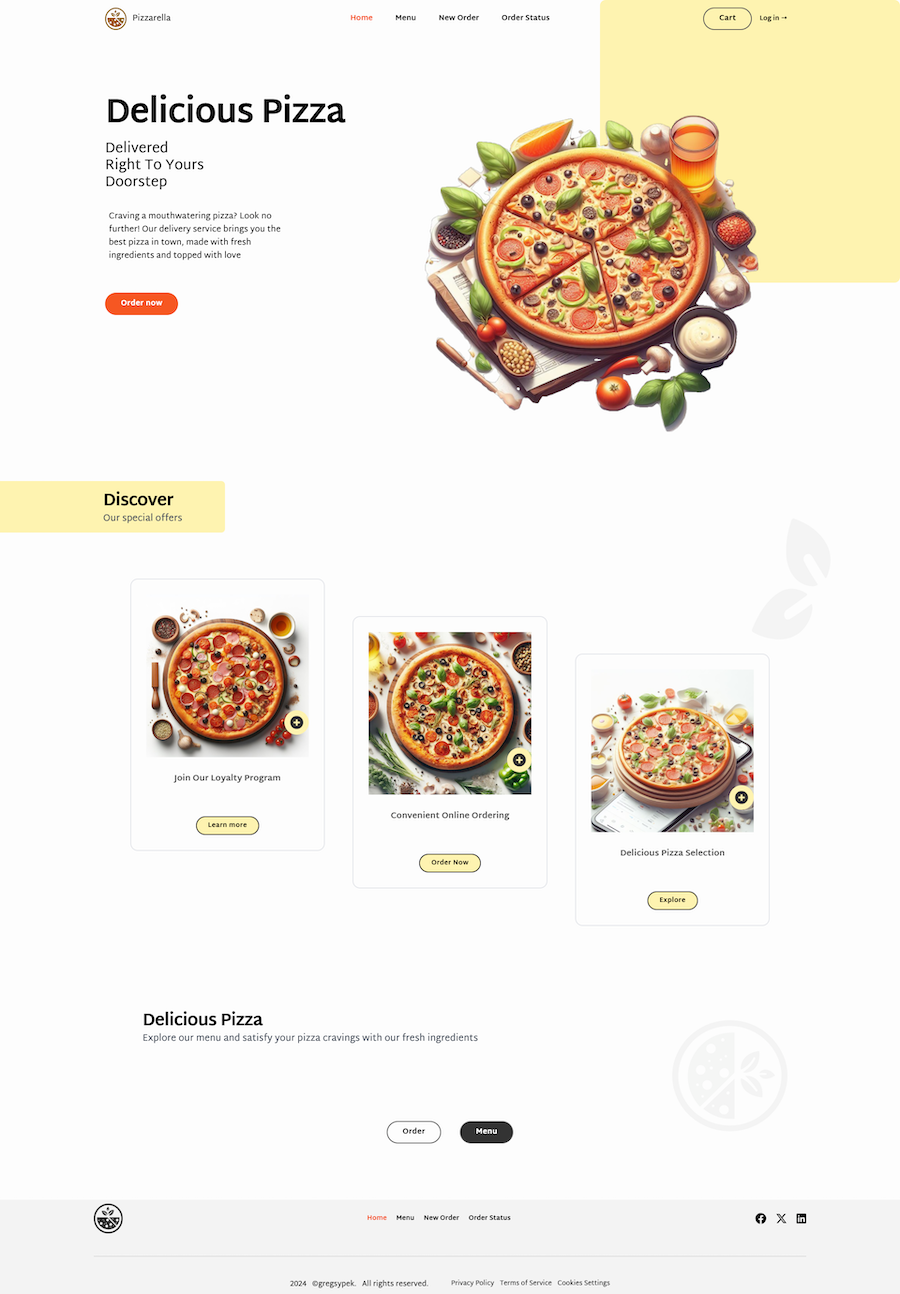 Pizzarella
Home Menu New Order Order Status
Cart Log in →
Delicious Pizza
Delivered
Right To Yours
Doorstep
Craving a mouthwatering pizza? Look no
further! Our delivery service brings you the
best pizza in town, made with fresh
ingredients and topped with love
Order now
Discover
Our special offers
Join Our Loyalty Program
Learn more
Convenient Online Ordering
Order Now
Delicious Pizza Selection
Explore
Delicious Pizza
Explore our menu and satisfy your pizza cravings with our fresh ingredients
Order Menu
Home Menu New Order Order Status
2024 ©gregsypek. All rights reserved. Privacy Policy Terms of Service Cookies Settings